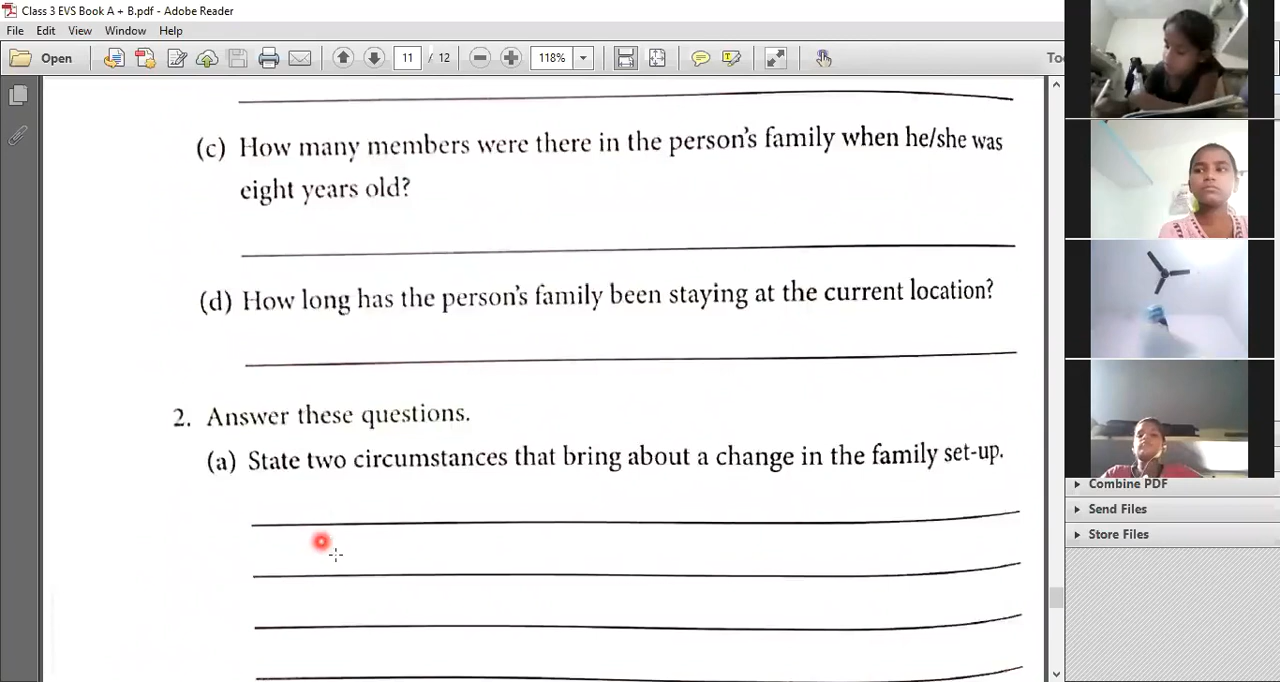 Class 3 EVS Book A + B.pdf - Adobe Reader
File Edit View Window Help
Open 11 / 12 118% Too
(c) How many members were there in the person's family when he/she was
eight years old?
(d) How long has the person's family been staying at the current location?
2. Answer these questions.
(a) State two circumstances that bring about a change in the family set-up.
Combine PDF
Send Files
Store Files